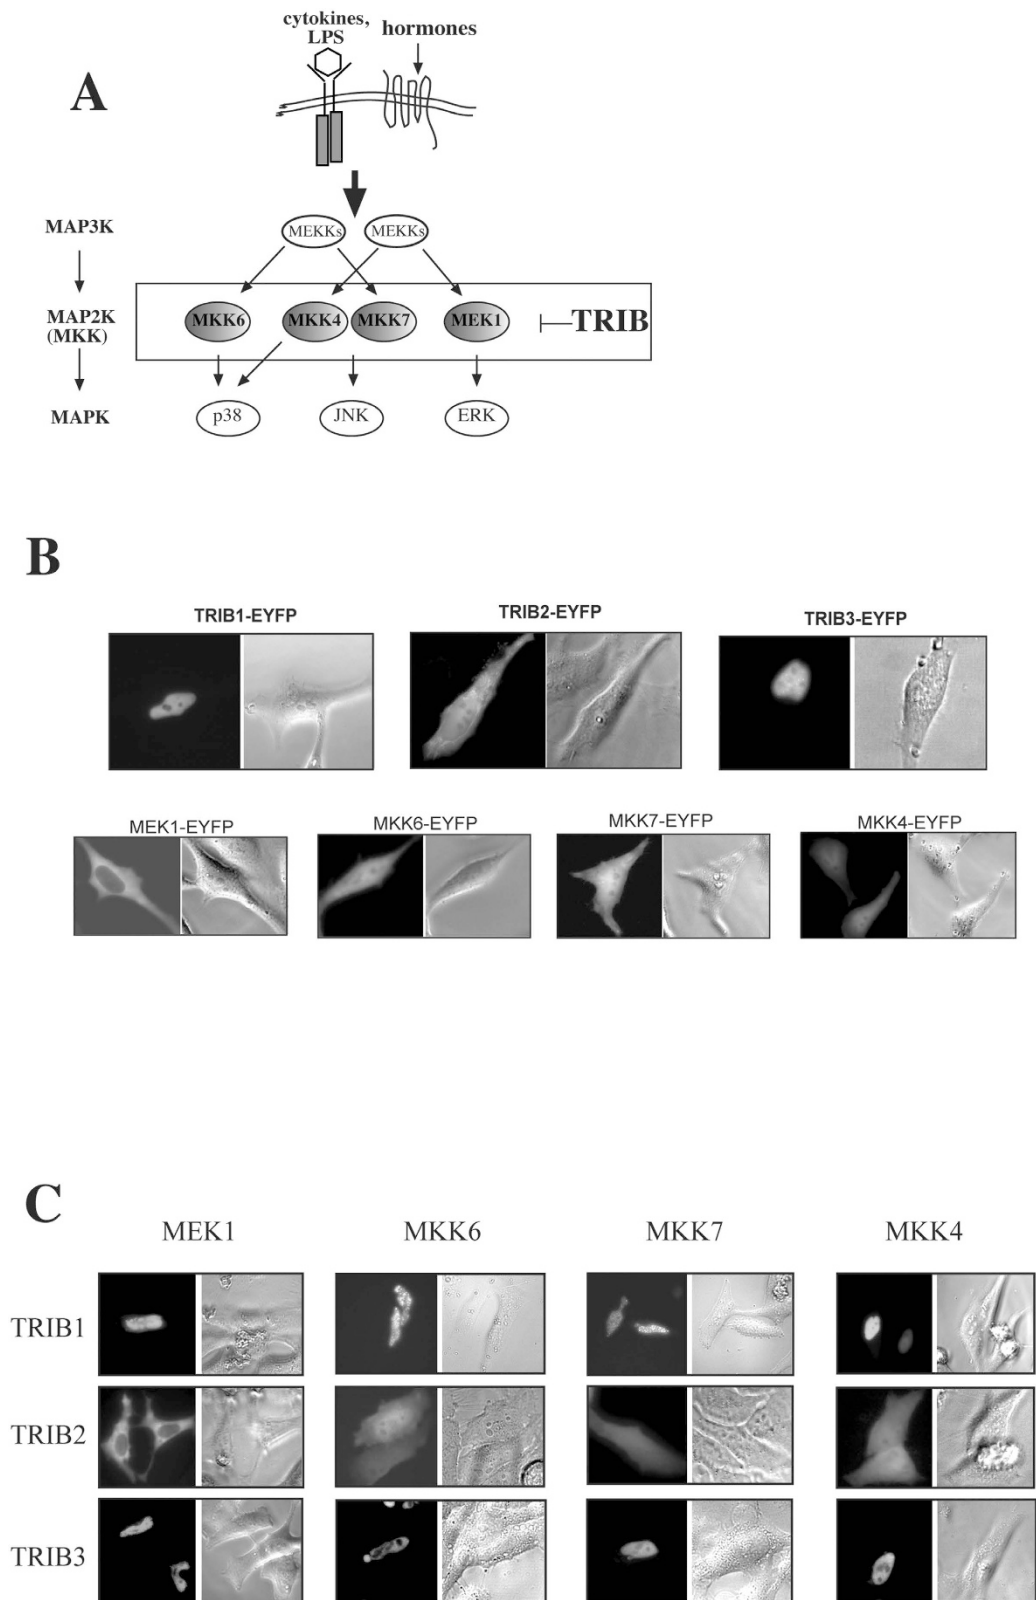 A
cytokines,
LPS
hormones
MAP3K
MEKKs
MEKKs
MAP2K
(MKK)
MKK6
MKK4
MKK7
MEK1
TRIB
MAPK
p38
JNK
ERK
B
TRIB1-EYFP
TRIB2-EYFP
TRIB3-EYFP
MEK1-EYFP
MKK6-EYFP
MKK7-EYFP
MKK4-EYFP
C
MEK1
MKK6
MKK7
MKK4
TRIB1
TRIB2
TRIB3